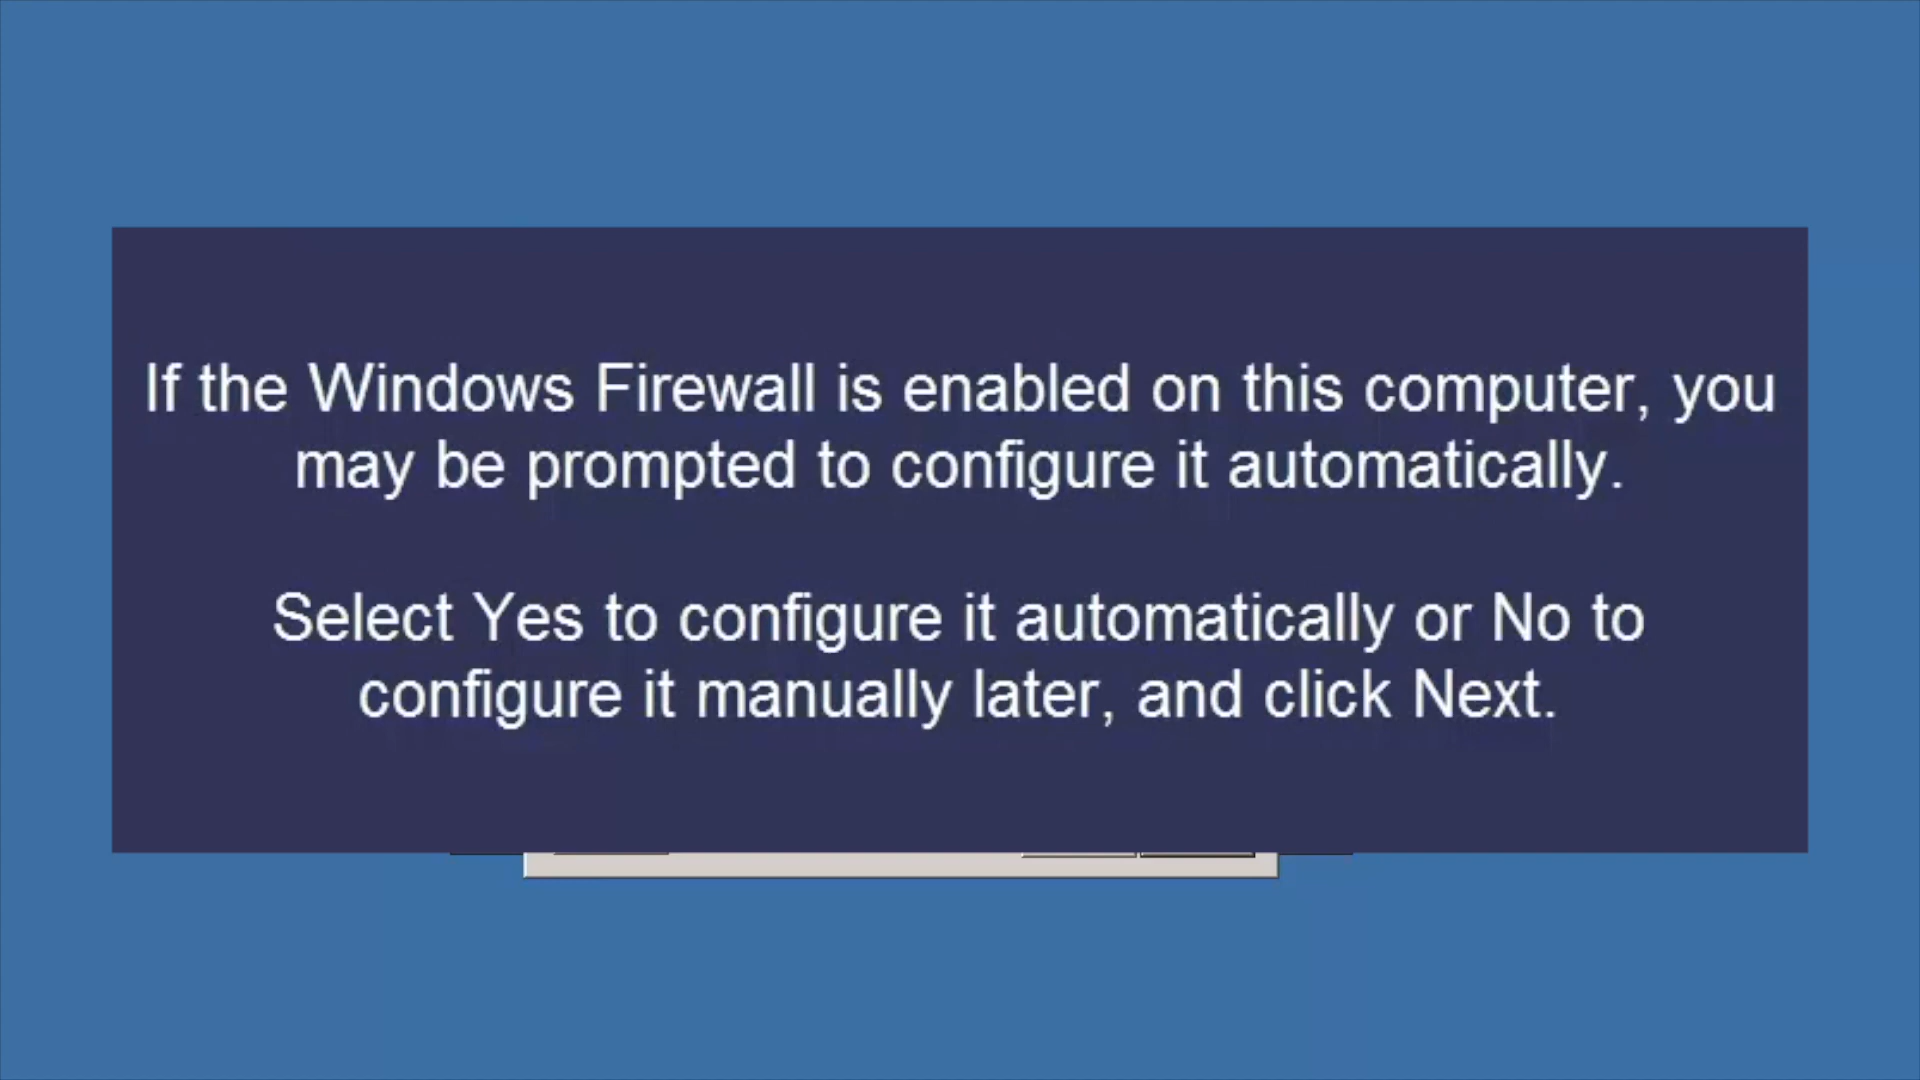 If the Windows Firewall is enabled on this computer, you
may be prompted to configure it automatically.
Select Yes to configure it automatically or No to
configure it manually later, and click Next.